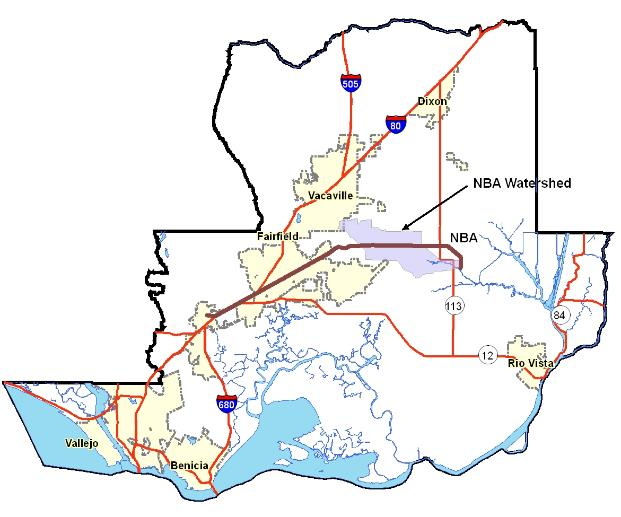 505
Dixon
80
NBA Watershed
Vacaville
Fairfield
NBA
113
84
12
Rio Vista
680
Vallejo
Benicia